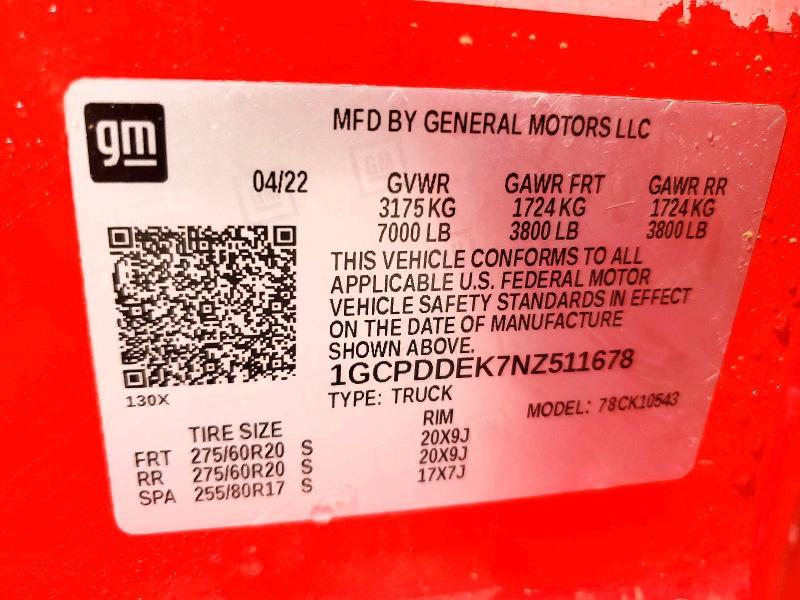 gm
MFD BY GENERAL MOTORS LLC
04/22 GVWR GAWR FRT GAWR RR
3175 KG 1724 KG 1724 KG
7000 LB 3800 LB 3800 LB
THIS VEHICLE CONFORMS TO ALL
APPLICABLE U.S. FEDERAL MOTOR
VEHICLE SAFETY STANDARDS IN EFFECT
ON THE DATE OF MANUFACTURE
SHOWN ABOVE.
1GCPDDEK7NZ511678
130X
TYPE: TRUCK MODEL: 78CK10543
TIRE SIZE RIM
FRT 275/60R20 S 20X9J
RR 275/60R20 S 20X9J
SPA 255/80R17 S 17X7J